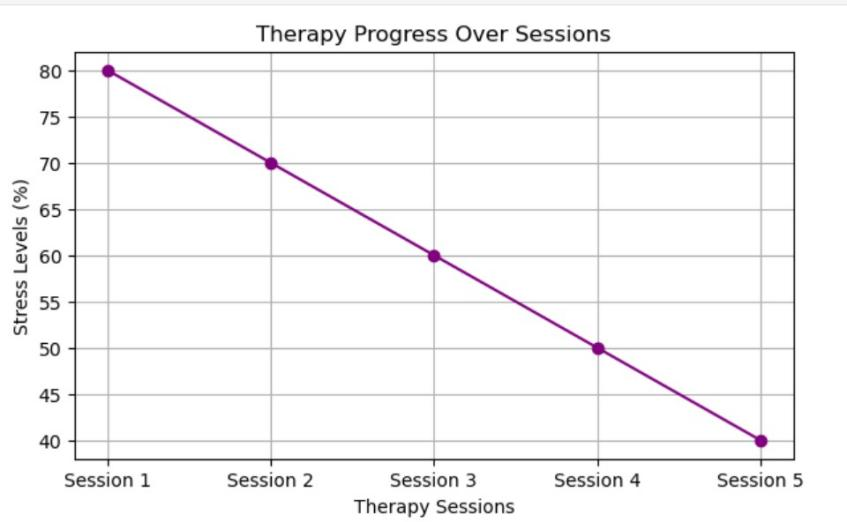 Therapy Progress Over Sessions
80
75
70
65
60
55
50
45
40
Stress Levels (%)
Session 1 Session 2 Session 3 Session 4 Session 5
Therapy Sessions